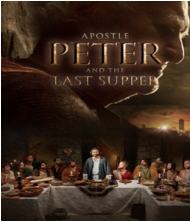 APOSTLE
PETER
AND THE
LAST SUPPER